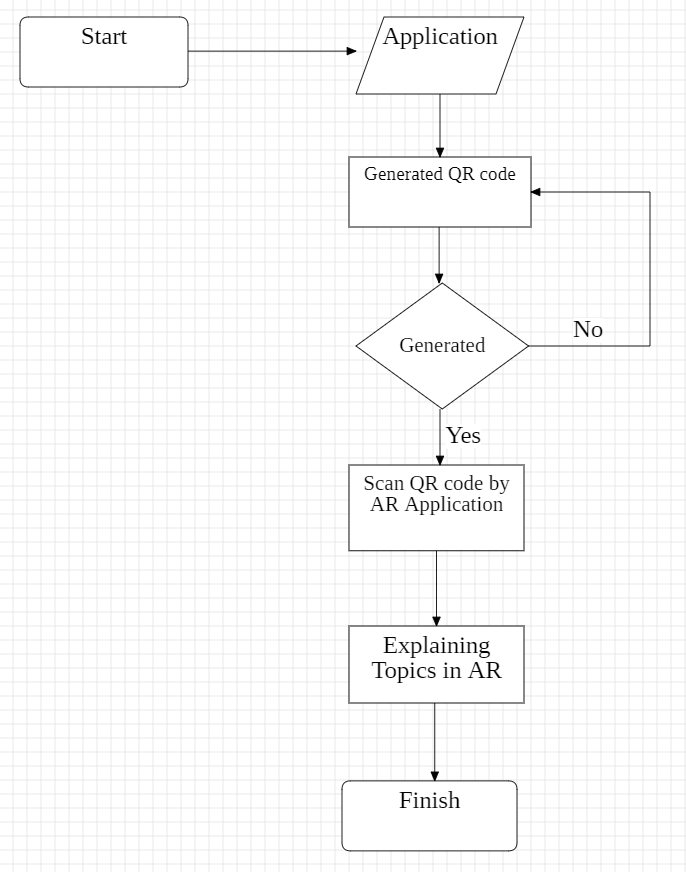 Start
Application
Generated QR code
Generated
No
Yes
Scan QR code by
AR Application
Explaining
Topics in AR
Finish